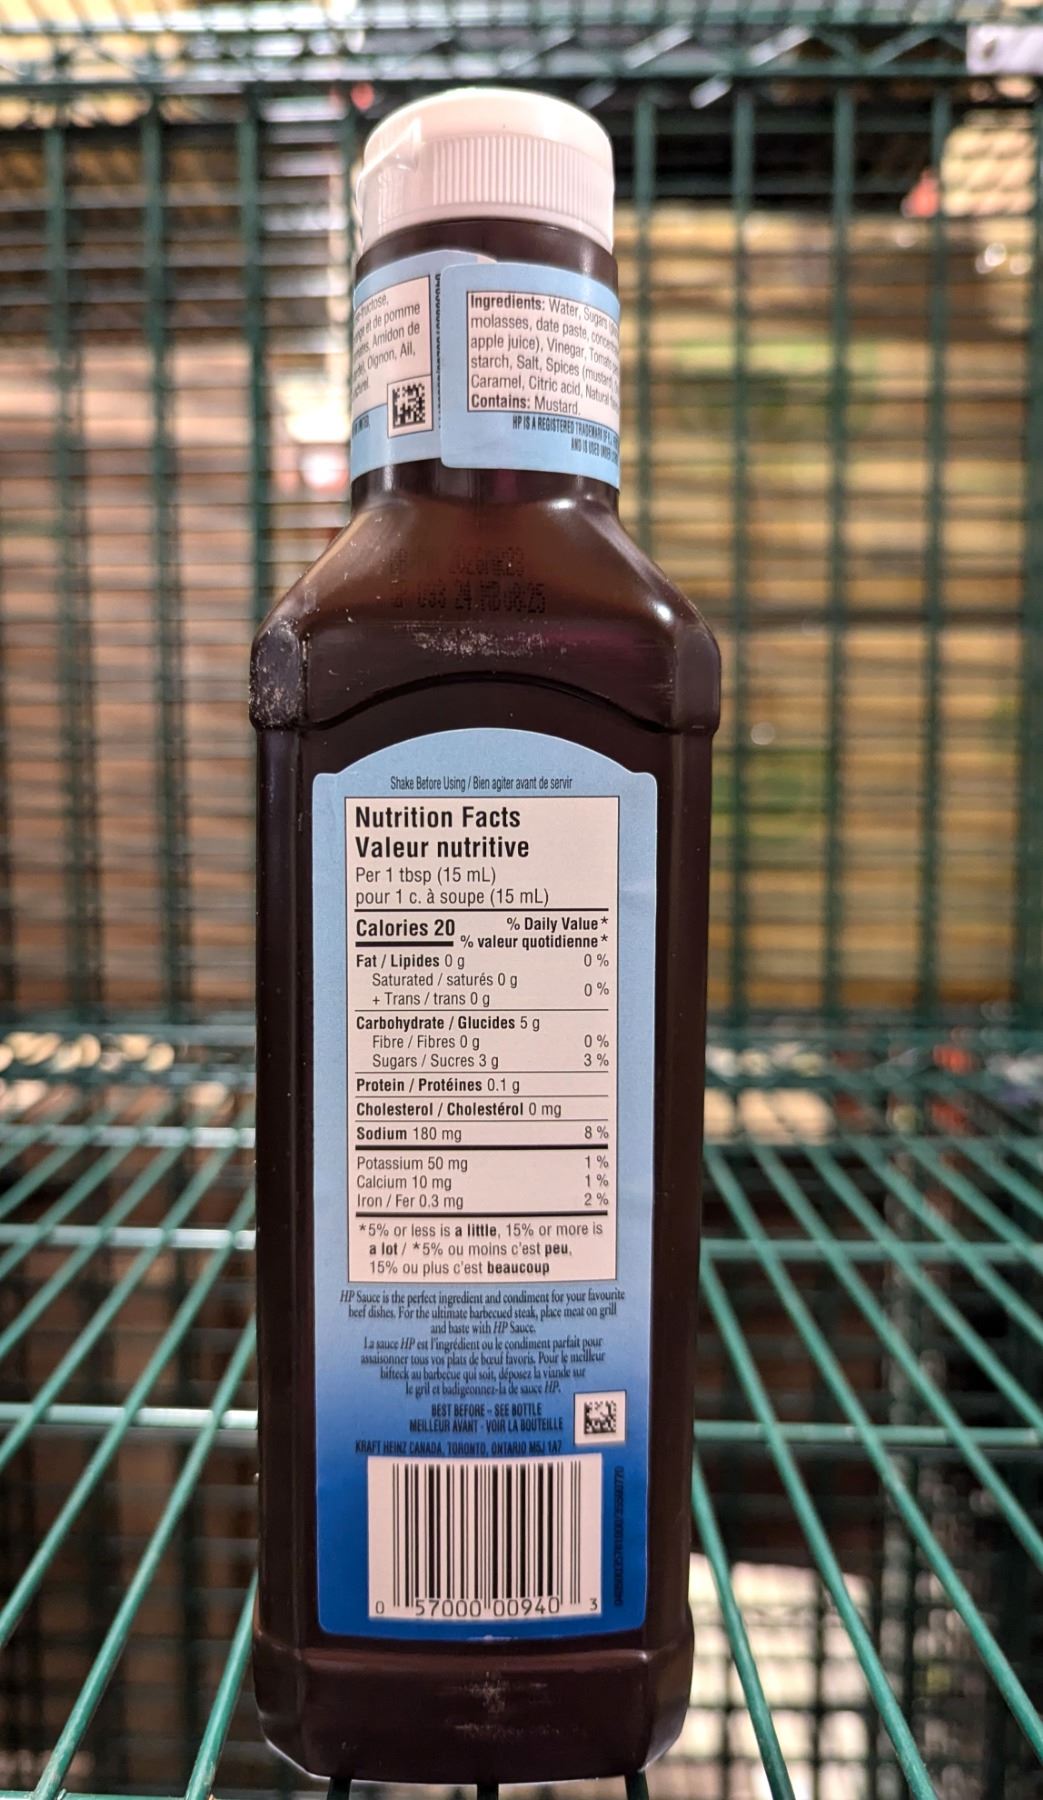 fructose,
et de pomme
Amidon de
Oignon, Ail,
Ingredients: Water, Sugars
molasses, date paste,
apple juice), Vinegar,
starch, Salt, Spices (mustard
Caramel, Citric acid, Natural
Contains: Mustard.
HP IS A REGISTERED TRADEMARK OF
AND IS USED UNDER
Shake Before Using / Bien agiter avant de servir
Nutrition Facts
Valeur nutritive
Per 1 tbsp (15 mL)
pour 1 c. à soupe (15 mL)
Calories 20 % Daily Value*
% valeur quotidienne*
Fat / Lipides 0 g 0 %
Saturated / saturés 0 g
+ Trans / trans 0 g 0 %
Carbohydrate / Glucides 5 g
Fibre / Fibres 0 g 0 %
Sugars / Sucres 3 g 3 %
Protein / Protéines 0.1 g
Cholesterol / Cholestérol 0 mg
Sodium 180 mg 8 %
Potassium 50 mg 1 %
Calcium 10 mg 1 %
Iron / Fer 0.3 mg 2 %
*5% or less is a little, 15% or more is
a lot / *5% ou moins c'est peu,
15% ou plus c'est beaucoup
HP Sauce is the perfect ingredient and condiment for your favourite
beef dishes. For the ultimate barbecued steak, place meat on grill
and baste with HP Sauce.
La sauce HP est l'ingrédient ou le condiment parfait pour
assaisonner tous vos plats de bœuf favoris. Pour le meilleur
bifteck au barbecue qui soit, déposez la viande sur
le gril et badigeonnez-la de sauce HP.
BEST BEFORE - SEE BOTTLE
MEILLEUR AVANT - VOIR LA BOUTEILLE
KRAFT HEINZ CANADA, TORONTO, ONTARIO M5J 1A7
0 57000 00940 3